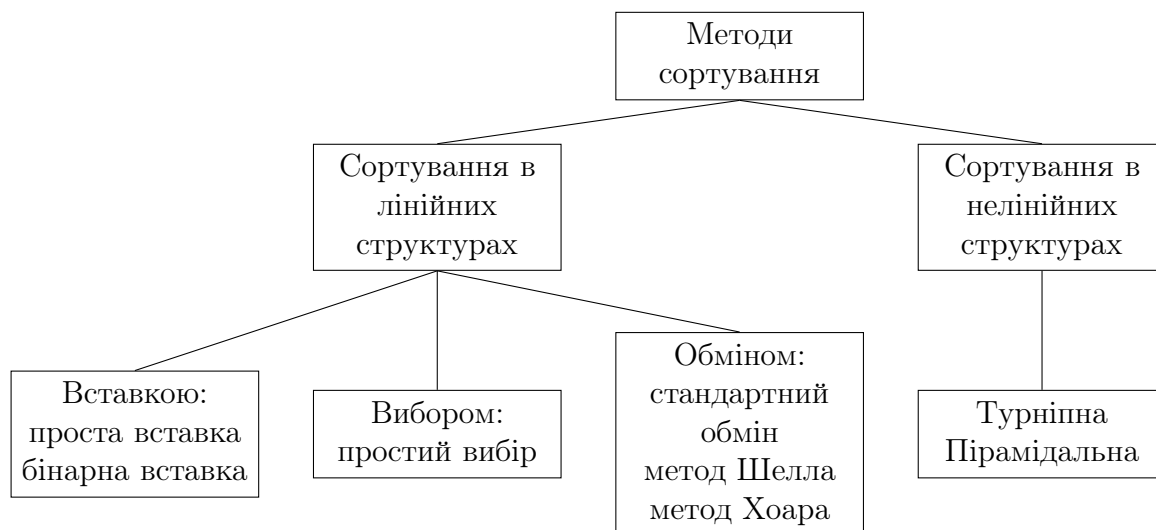 Методи
сортування
Сортування в
лінійних
структурах
Сортування в
нелінійних
структурах
Вставкою:
проста вставка
бінарна вставка
Вибором:
простий вибір
Обміном:
стандартний
обмін
метод Шелла
метод Хоара
Турніпна
Пірамідальна